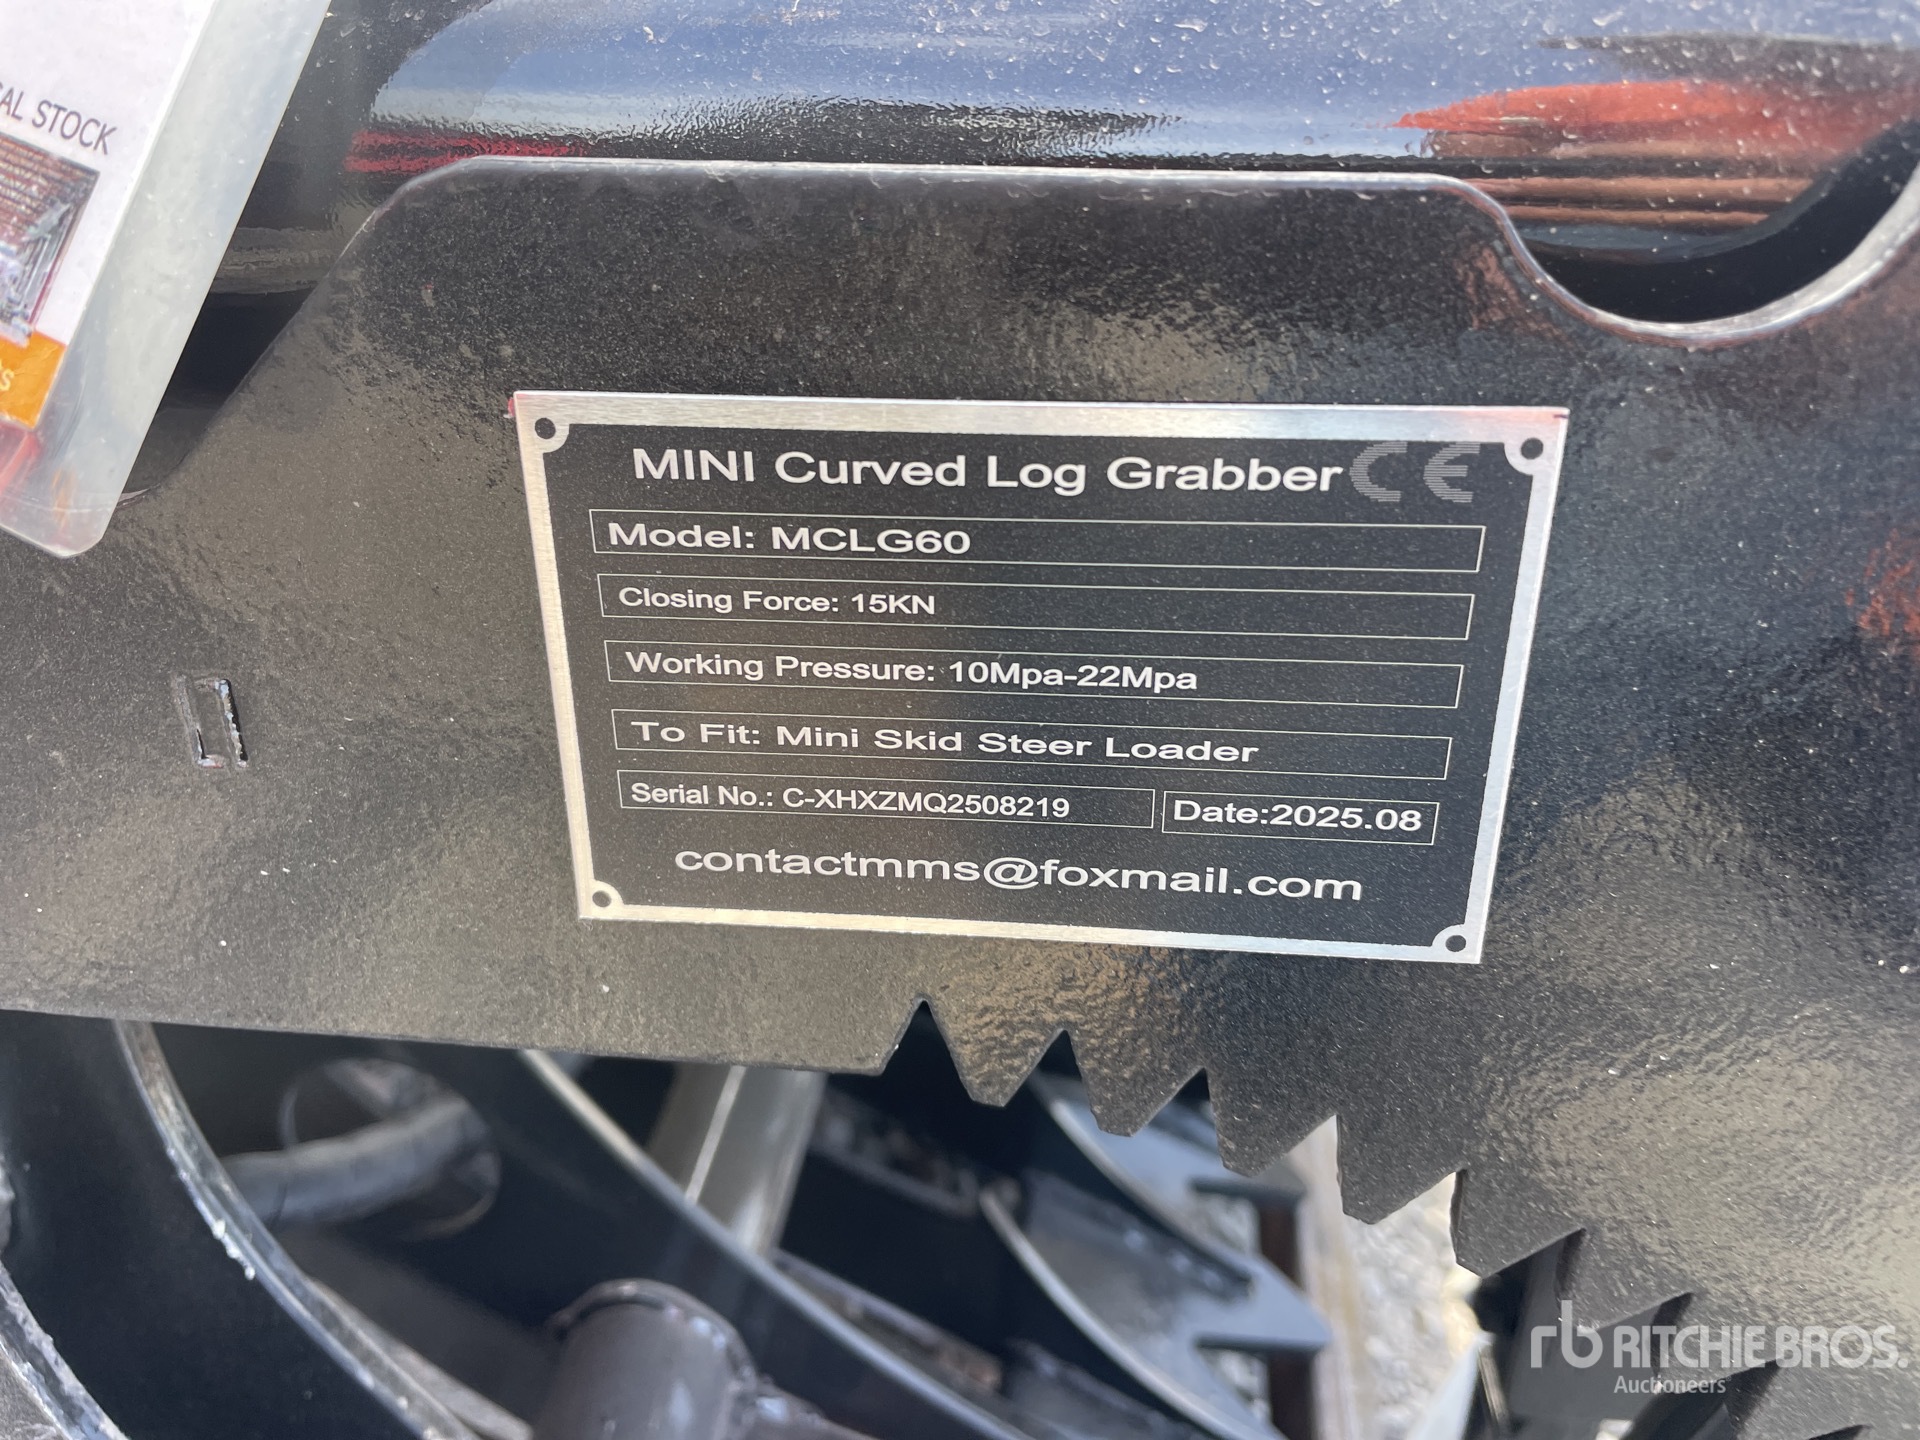 STOCK
MINI Curved Log Grabber CE
Model: MCLG60
Closing Force: 15KN
Working Pressure: 10Mpa-22Mpa
To Fit: Mini Skid Steer Loader
Serial No.: C-XHXZMQ2508219 Date:2025.08
contactmms@foxmail.com
rb RITCHIE BROS.
Auctioneers